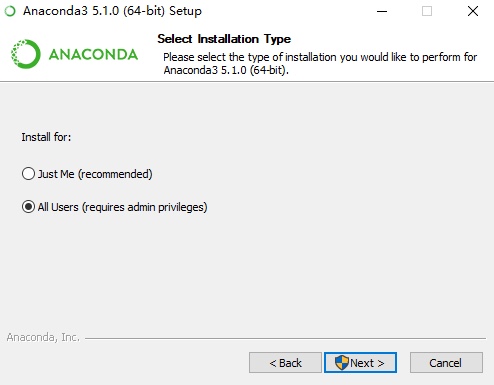 Anaconda3 5.1.0 (64-bit) Setup
ANACONDA
Select Installation Type
Please select the type of installation you would like to perform for
Anaconda3 5.1.0 (64-bit).
Install for:
Just Me (recommended)
All Users (requires admin privileges)
Anaconda, Inc.
< Back
Next >
Cancel